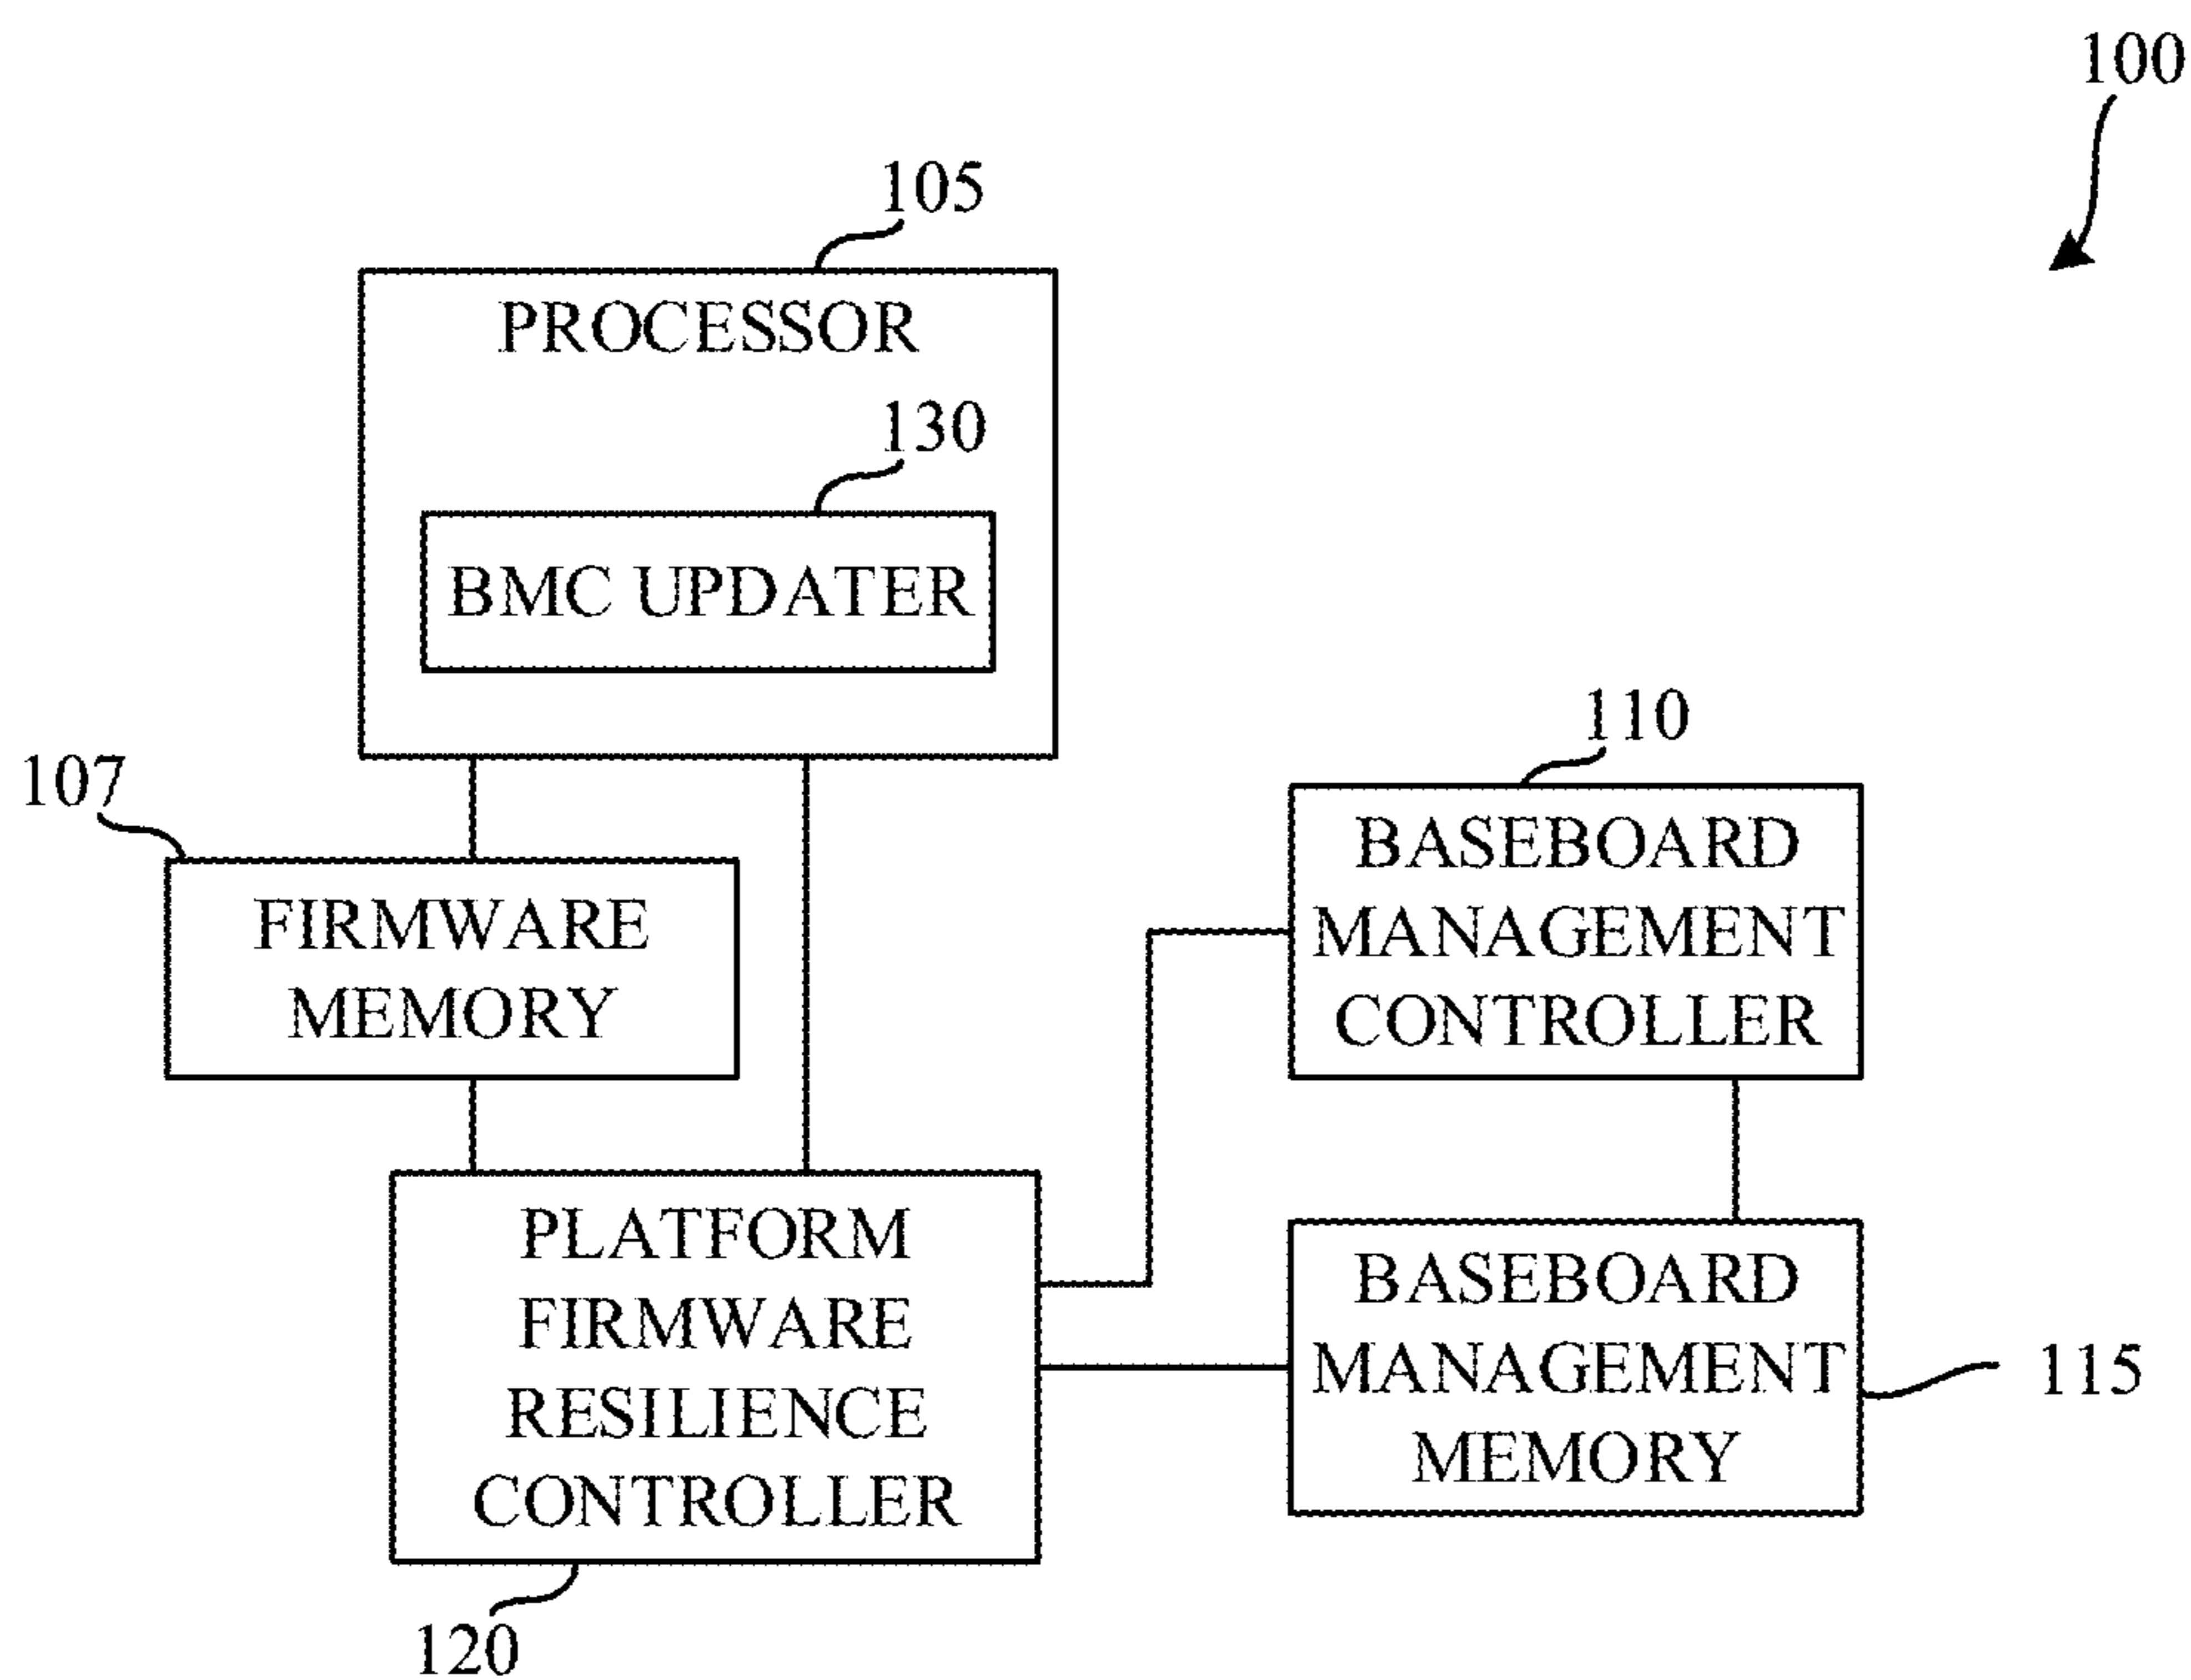 100
105
PROCESSOR
130
BMC UPDATER
107
FIRMWARE
MEMORY
110
BASEBOARD
MANAGEMENT
CONTROLLER
PLATFORM
FIRMWARE
RESILIENCE
CONTROLLER
120
BASEBOARD
MANAGEMENT
MEMORY
115